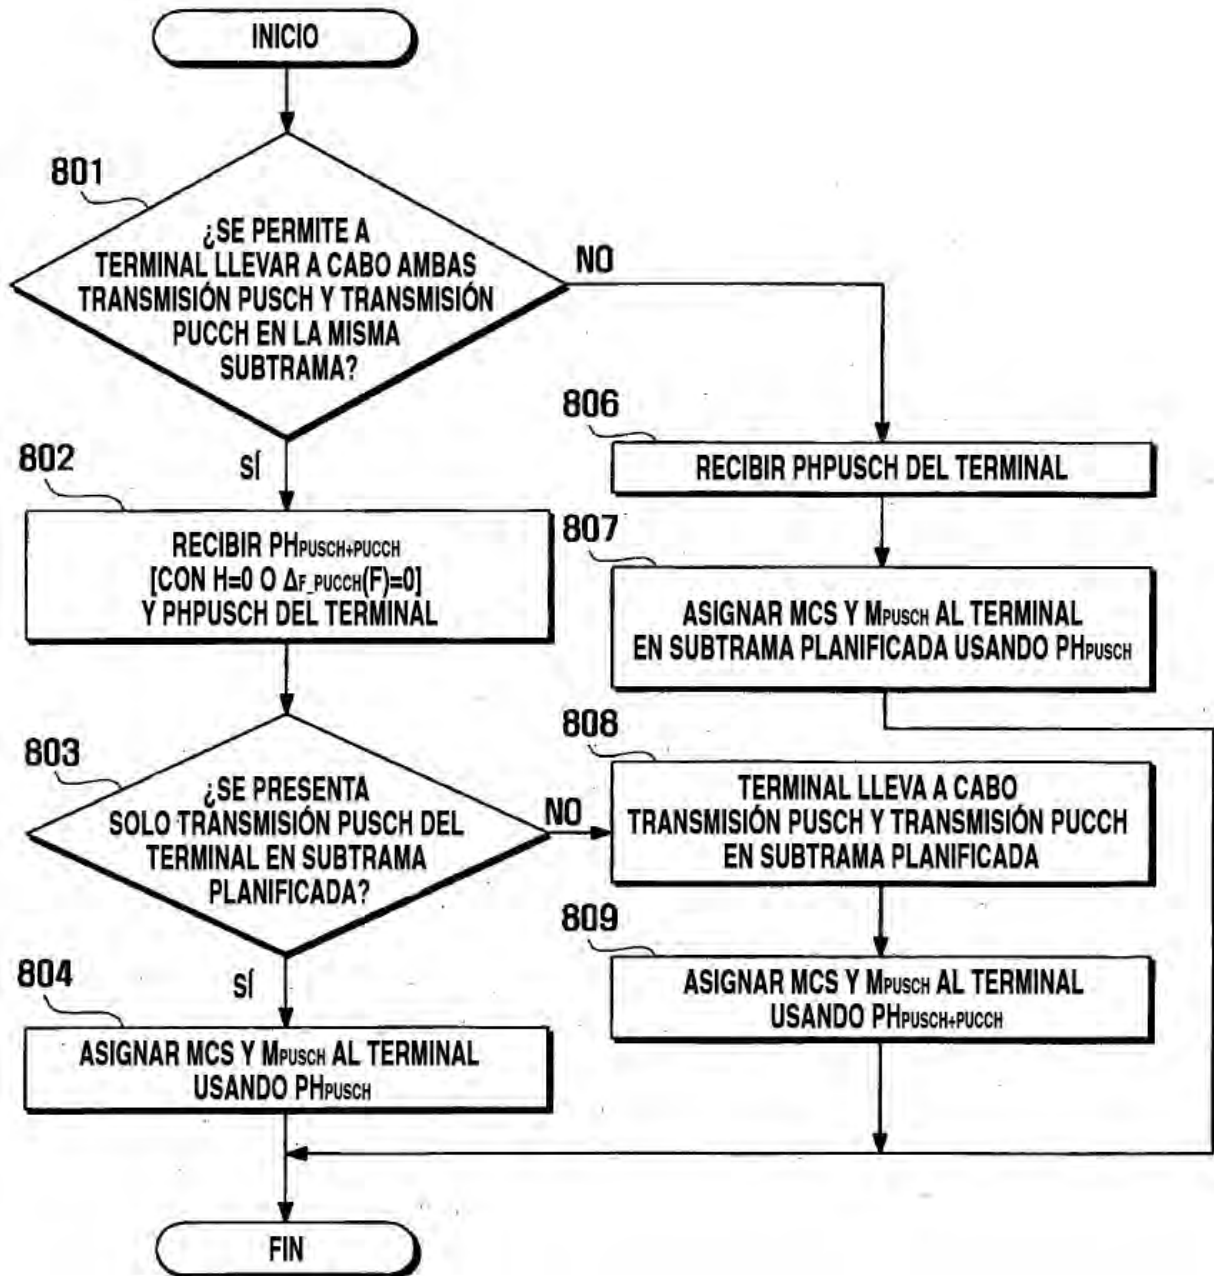 INICIO
801
¿SE PERMITE A
TERMINAL LLEVAR A CABO AMBAS
TRANSMISIÓN PUSCH Y TRANSMISIÓN
PUCCH EN LA MISMA
SUBTRAMA?
NO
SÍ
802
RECIBIR PHPUSCH+PUCCH
[CON H=0 O ΔF_PUCCH(F)=0]
Y PHPUSCH DEL TERMINAL
803
¿SE PRESENTA
SOLO TRANSMISIÓN PUSCH DEL
TERMINAL EN SUBTRAMA
PLANIFICADA?
NO
SÍ
804
ASIGNAR MCS Y MPUSCH AL TERMINAL
USANDO PHPUSCH
806
RECIBIR PHPUSCH DEL TERMINAL
807
ASIGNAR MCS Y MPUSCH AL TERMINAL
EN SUBTRAMA PLANIFICADA USANDO PHPUSCH
808
TERMINAL LLEVA A CABO
TRANSMISIÓN PUSCH Y TRANSMISIÓN PUCCH
EN SUBTRAMA PLANIFICADA
809
ASIGNAR MCS Y MPUSCH AL TERMINAL
USANDO PHPUSCH+PUCCH
FIN